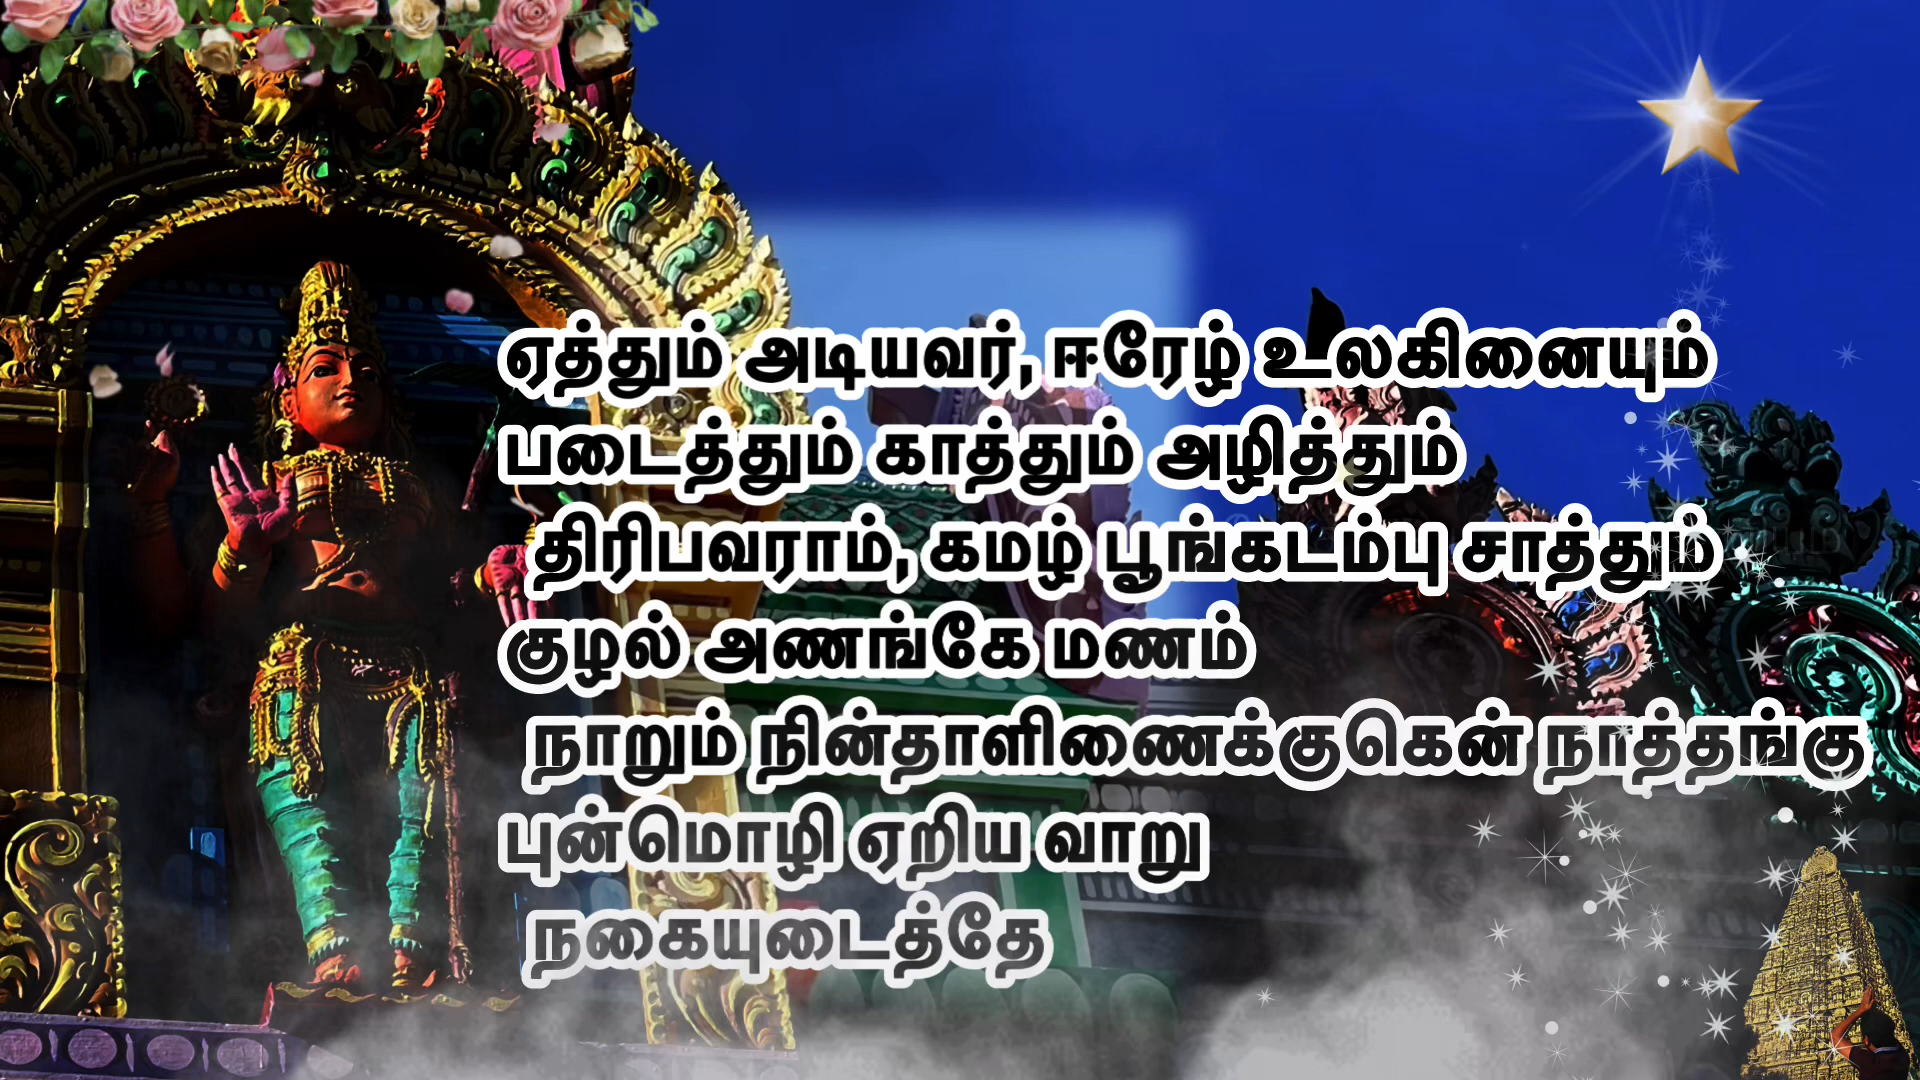 ஏத்தும் அடியவர், ஈரேழ் உலகினையும்
படைத்தும் காத்தும் அழித்தும்
திரிபவராம், கமழ் பூங்கடம்பு சாத்தும்
குழல் அணங்கே மணம்
நாறும் நின்தாளிணைக்குகென் நாத்தங்கு
புன்மொழி ஏறிய வாறு
நகையுடைத்தே